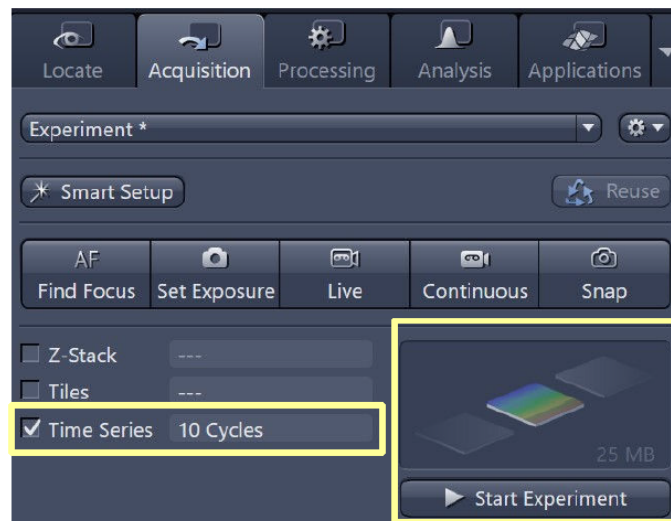 Locate Acquisition Processing Analysis Applications
Experiment *
Smart Setup Reuse
AF
Find Focus Set Exposure Live Continuous Snap
Z-Stack ---
Tiles ---
Time Series 10 Cycles
25 MB
Start Experiment